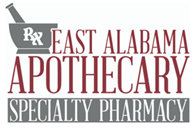 Rx
EAST ALABAMA
APOTHECARY
SPECIALTY PHARMACY